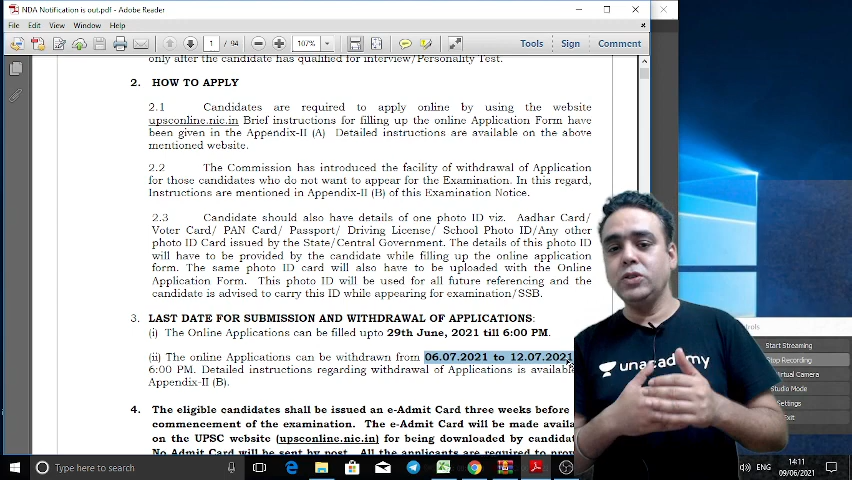 NDA Notification is out.pdf - Adobe Reader
File Edit View Window Help
1 / 94 107% Tools Sign Comment
only after the candidate has qualified for interview/Personality Test.
2. HOW TO APPLY
2.1 Candidates are required to apply online by using the website
upsconline.nic.in Brief instructions for filling up the online Application Form have
been given in the Appendix-II (A) Detailed instructions are available on the above
mentioned website.
2.2 The Commission has introduced the facility of withdrawal of Application
for those candidates who do not want to appear for the Examination. In this regard,
Instructions are mentioned in Appendix-II (B) of this Examination Notice.
2.3 Candidate should also have details of one photo ID viz. Aadhar Card/
Voter Card/ PAN Card/ Passport/ Driving License/ School Photo ID/Any other
photo ID Card issued by the State/Central Government. The details of this photo ID
will have to be provided by the candidate while filling up the online application
form. The same photo ID card will also have to be uploaded with the Online
Application Form. This photo ID will be used for all future referencing and
the candidate is advised to carry this ID while appearing for examination/SSB.
3. LAST DATE FOR SUBMISSION AND WITHDRAWAL OF APPLICATIONS:
(i) The Online Applications can be filled upto 29th June, 2021 till 6:00 PM.
(ii) The online Applications can be withdrawn from 06.07.2021 to 12.07.2021
6:00 PM. Detailed instructions regarding withdrawal of Applications is available
Appendix-II (B).
4. The eligible candidates shall be issued an e-Admit Card three weeks before
commencement of the examination. The e-Admit Card will be made availa
on the UPSC website (upsconline.nic.in) for being downloaded by candidat
No Admit Card will be sent by post. All the applicants are required to prov
unacademy
ntrols
Start Streaming
Stop Recording
Virtual Camera
Studio Mode
Settings
Exit
Type here to search
ENG
14:11
09/06/2021